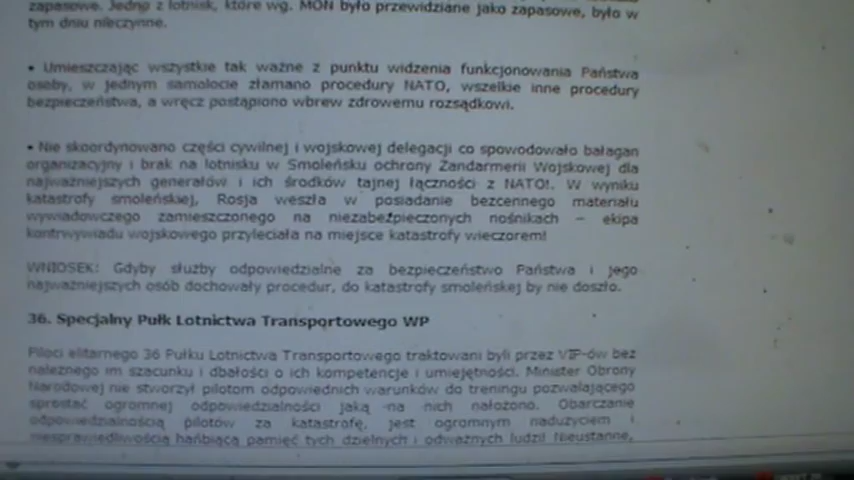 zapasowe. Jedno z lotnisk, które wg. MON było przewidziane jako zapasowe, było w
tym dniu nieczynne.
• Umieszczając wszystkie tak ważne z punktu widzenia funkcjonowania Państwa
osoby, w jednym samolocie złamano procedury NATO, wszelkie inne procedury
bezpieczeństwa, a wręcz postąpiono wbrew zdrowemu rozsądkowi.
• Nie skoordynowano części cywilnej i wojskowej delegacji co spowodowało bałagan
organizacyjny i brak na lotnisku w Smoleńsku ochrony Żandarmerii Wojskowej dla
najważniejszych generałów i ich środków tajnej łączności z NATO!. W wyniku
katastrofy smoleńskiej, Rosja weszła w posiadanie bezcennego materiału
wywiadowczego zamieszczonego na niezabezpieczonych nośnikach – ekipa
kontrwywiadu wojskowego przyleciała na miejsce katastrofy wieczorem!
WNIOSEK: Gdyby służby odpowiedzialne za bezpieczeństwo Państwa i jego
najważniejszych osób dochowały procedur, do katastrofy smoleńskej by nie doszło.
36. Specjalny Pułk Lotnictwa Transportowego WP
Piloci elitarnego 36 Pułku Lotnictwa Transportowego traktowani byli przez VIP-ów bez
należnego im szacunku i dbałości o ich kompetencje i umiejętności. Minister Obrony
Narodowej nie stworzył pilotom odpowiednich warunków do treningu pozwalającego
sprostać ogromnej odpowiedzialności jaką na nich nałożono. Obarczanie
odpowiedzialnością pilotów za katastrofę, jest ogromnym nadużyciem i
niesprawiedliwością hańbiącą pamięć tych dzielnych i odważnych ludzi! Nieustanne,